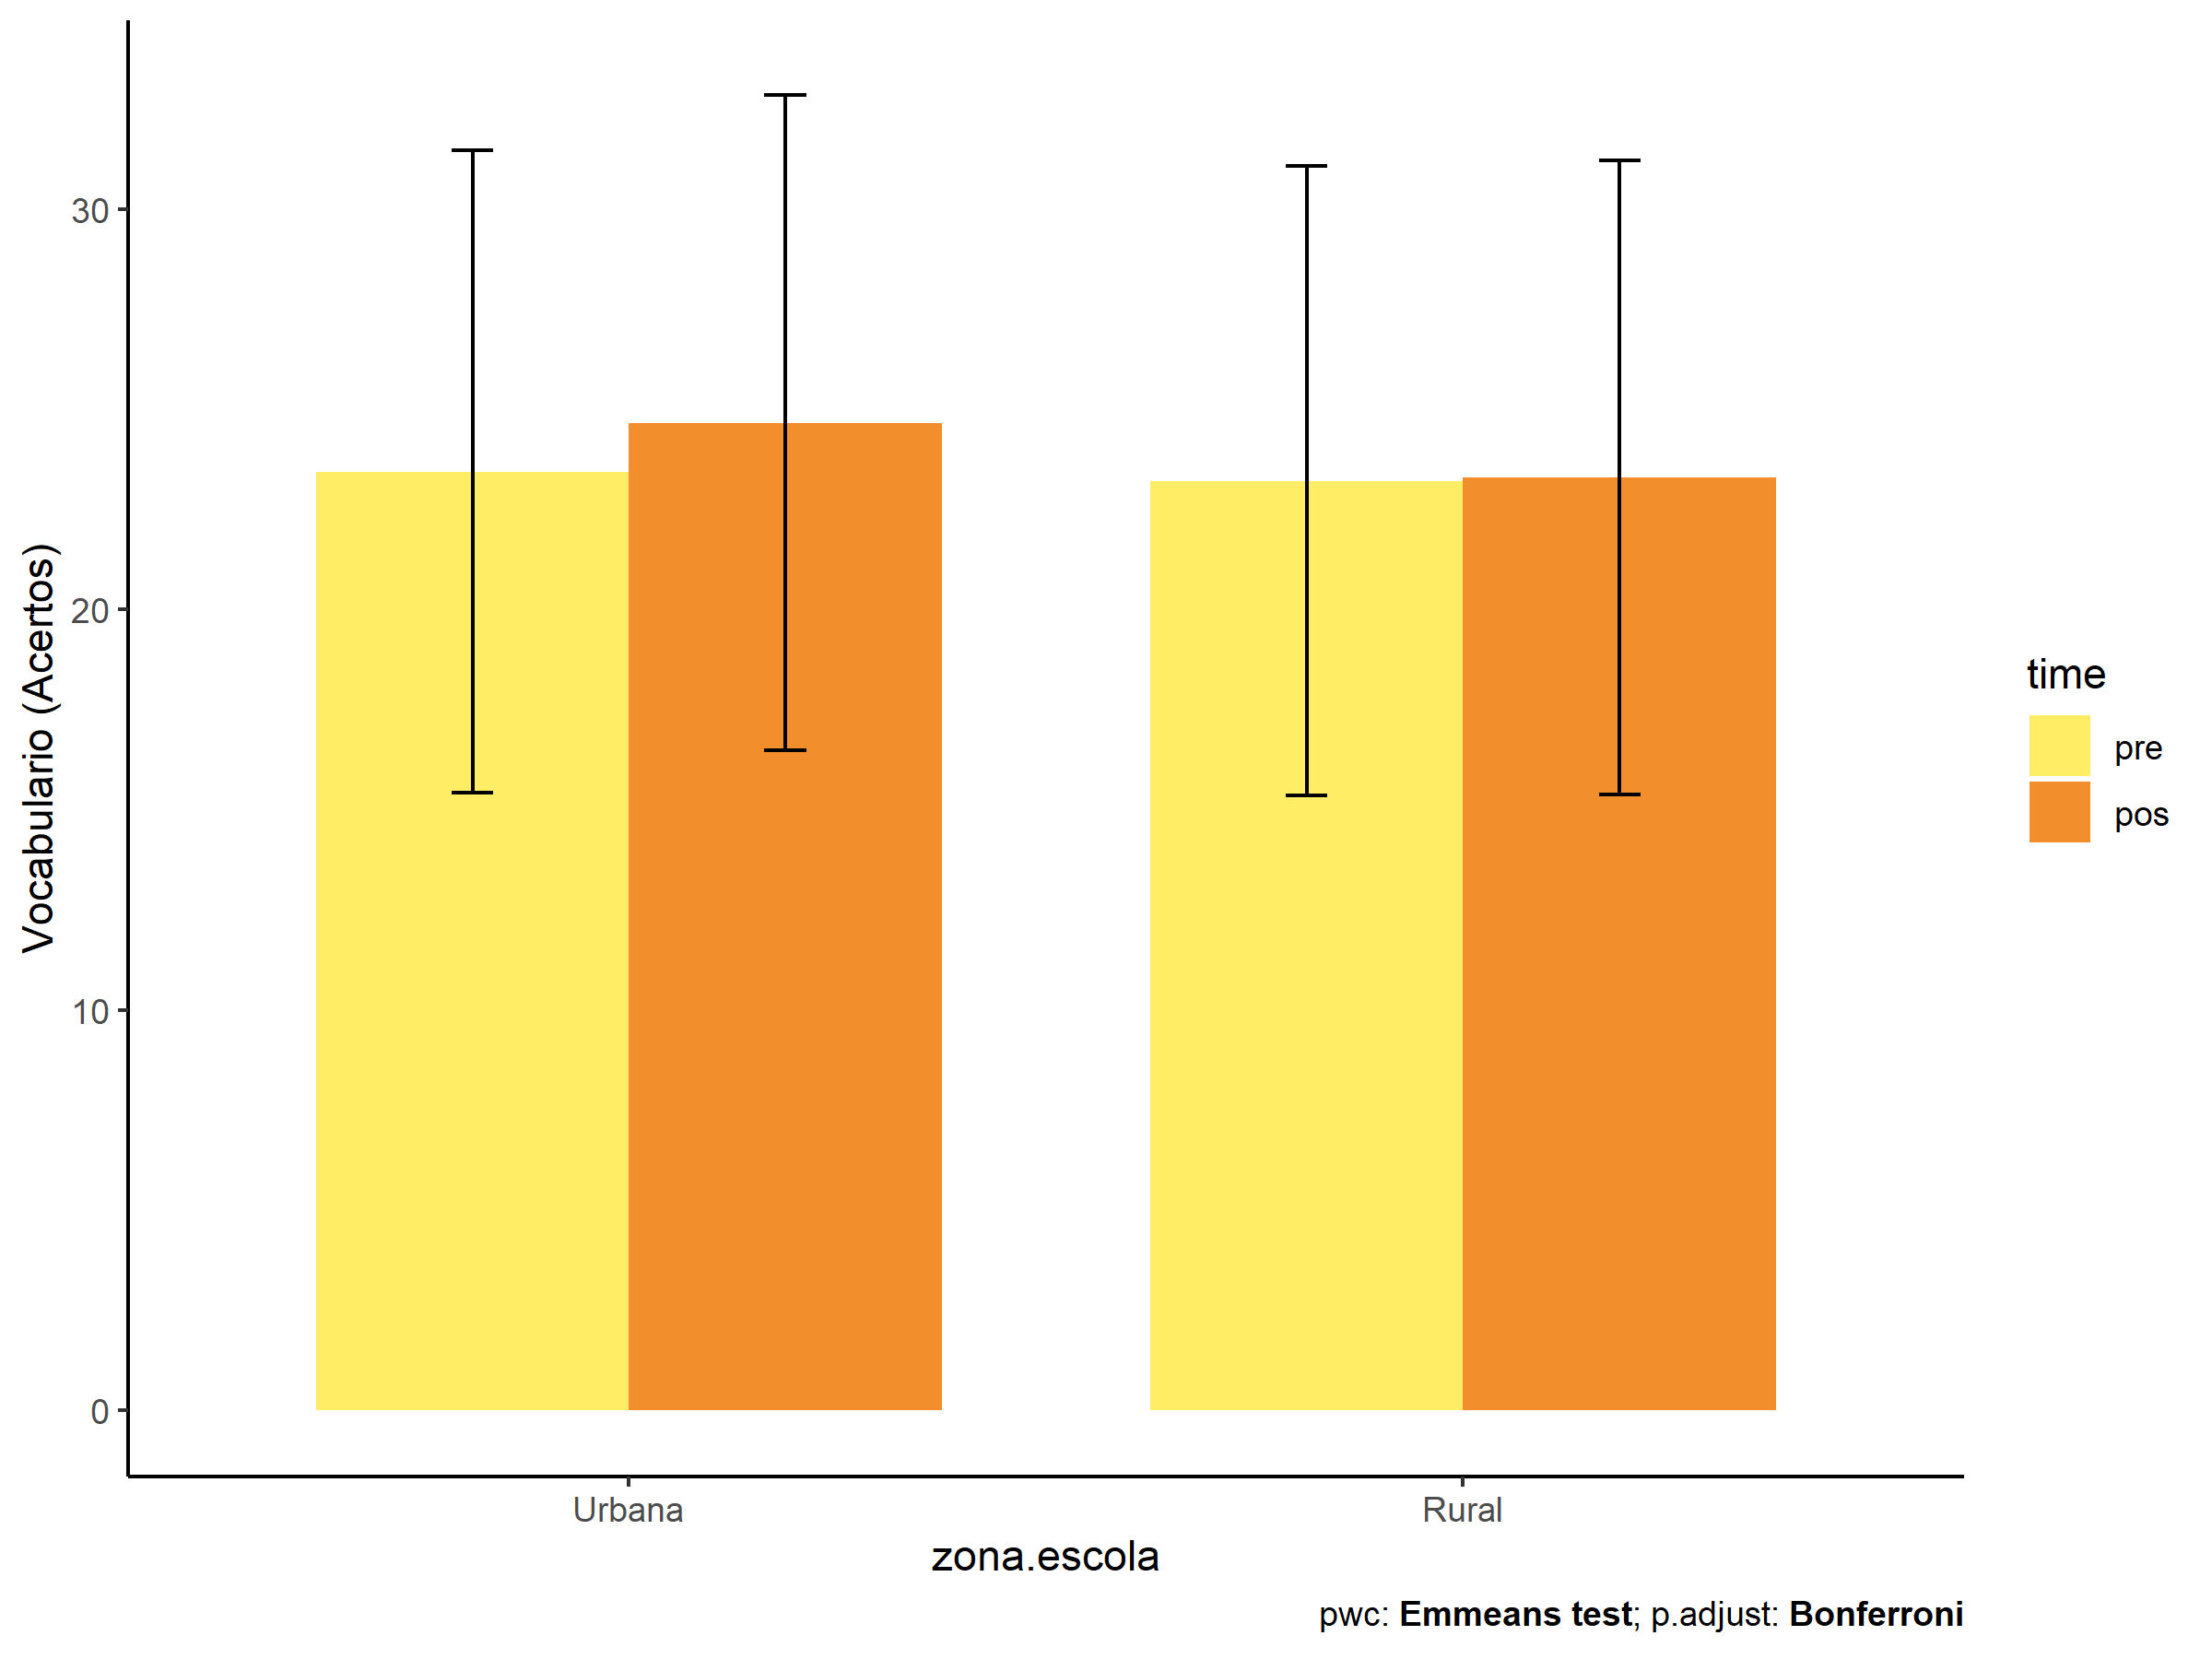 Vocabulario (Acertos)
30
20
10
0
Urbana
Rural
zona.escola
time
pre
pos
pwc: Emmeans test; p.adjust: Bonferroni